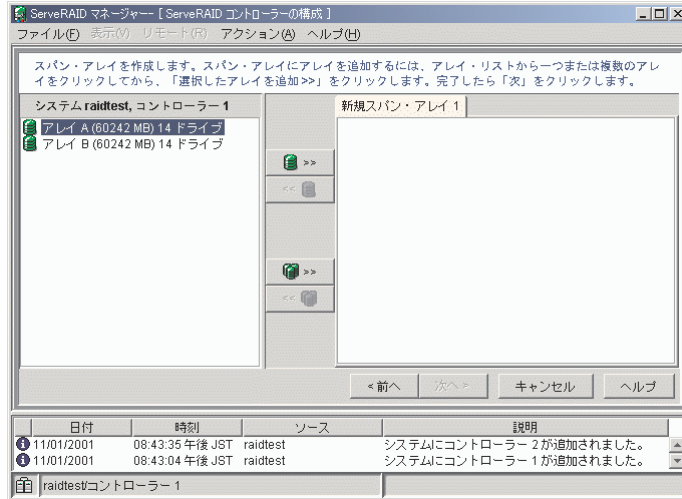 ServeRAID マネージャー- [ ServeRAID コントローラーの構成 ]
ファイル(F) 表示(V) リモート(R) アクション(A) ヘルプ(H)
スパン・アレイを作成します。スパン・アレイにアレイを追加するには、アレイ・リストから一つまたは複数のアレ
イをクリックしてから、「選択したアレイを追加>>」をクリックします。完了したら「次」をクリックします。
システム raidtest, コントローラー 1
新規スパン・アレイ 1
アレイ A (60242 MB) 14 ドライブ
アレイ B (60242 MB) 14 ドライブ
>>
<<
>>
<<
<前へ 次へ> キャンセル ヘルプ
日付 時刻 ソース 説明
11/01/2001 08:43:35 午後 JST raidtest システムにコントローラー 2 が追加されました。
11/01/2001 08:43:04 午後 JST raidtest システムにコントローラー 1 が追加されました。
raidtest/コントローラー 1